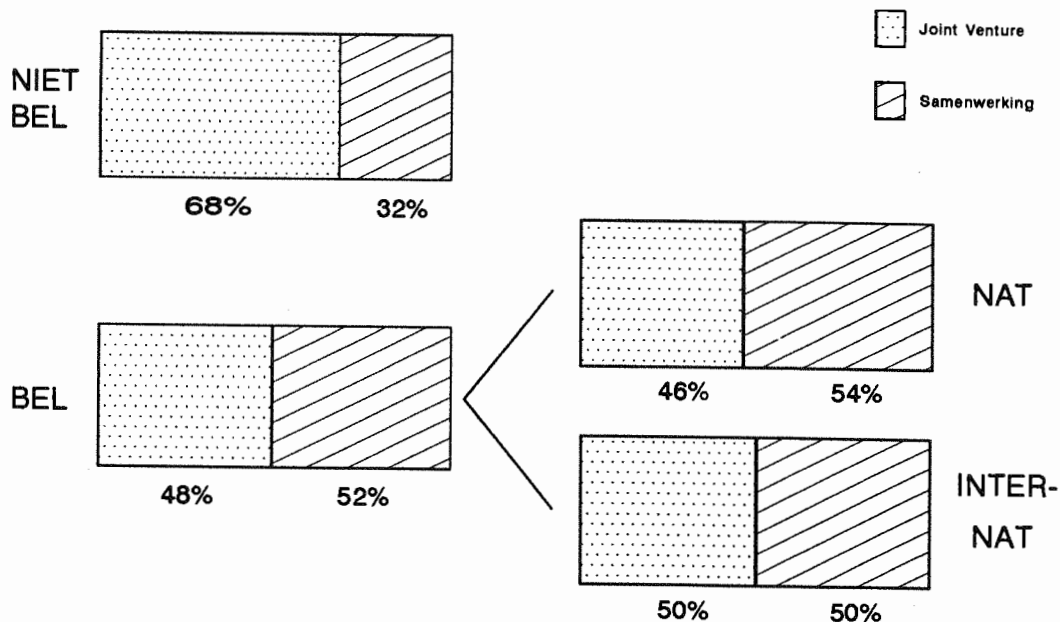 Joint Venture
Samenwerking
NIET
BEL
68% 32%
NAT
46% 54%
BEL
48% 52%
INTER-
NAT
50% 50%